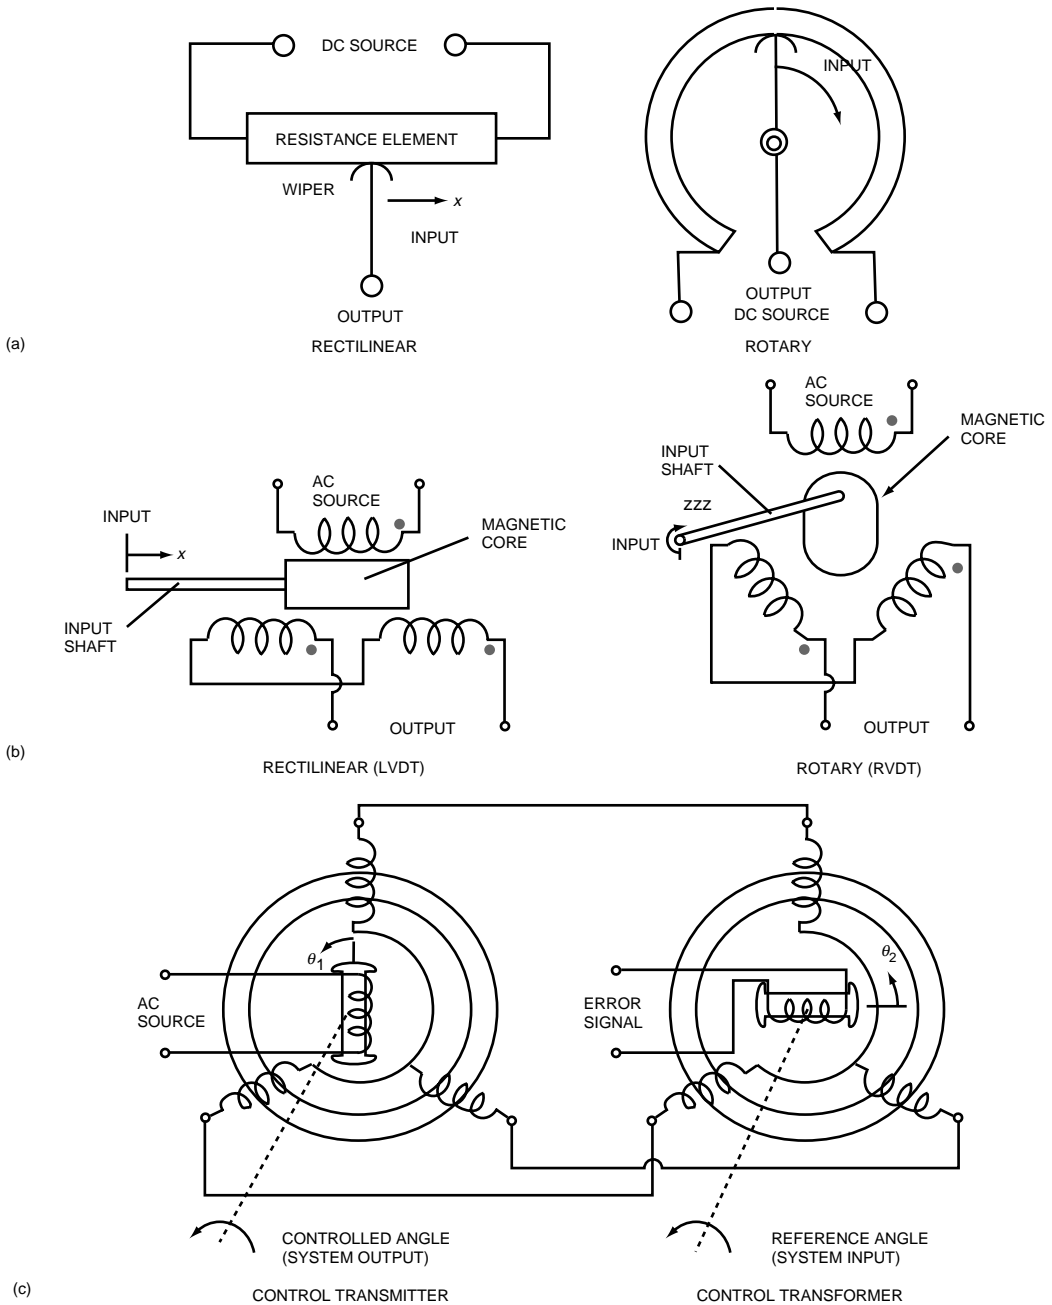 DC SOURCE
RESISTANCE ELEMENT
WIPER
x
INPUT
OUTPUT
RECTILINEAR
INPUT
OUTPUT
DC SOURCE
ROTARY
(a)
AC
SOURCE
INPUT
x
MAGNETIC
CORE
INPUT
SHAFT
OUTPUT
RECTILINEAR (LVDT)
AC
SOURCE
MAGNETIC
CORE
INPUT
SHAFT
zzz
INPUT
OUTPUT
ROTARY (RVDT)
(b)
θ1
AC
SOURCE
CONTROLLED ANGLE
(SYSTEM OUTPUT)
CONTROL TRANSMITTER
θ2
ERROR
SIGNAL
REFERENCE ANGLE
(SYSTEM INPUT)
CONTROL TRANSFORMER
(c)